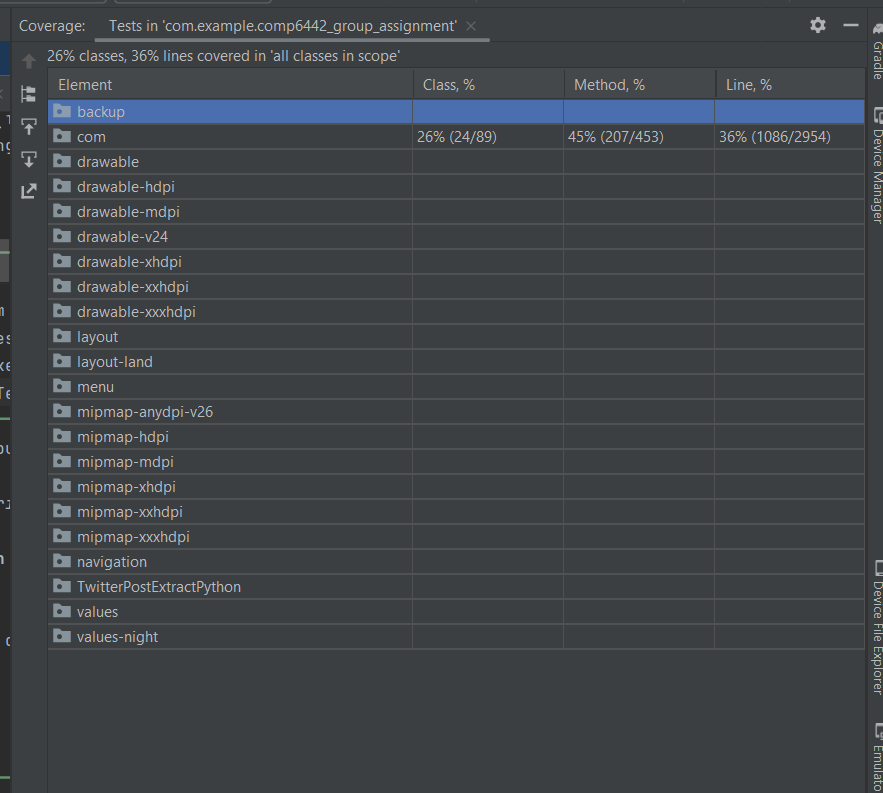 Coverage: Tests in 'com.example.comp6442_group_assignment'
26% classes, 36% lines covered in 'all classes in scope'
Element Class, % Method, % Line, %
backup
com 26% (24/89) 45% (207/453) 36% (1086/2954)
drawable
drawable-hdpi
drawable-mdpi
drawable-v24
drawable-xhdpi
drawable-xxhdpi
drawable-xxxhdpi
layout
layout-land
menu
mipmap-anydpi-v26
mipmap-hdpi
mipmap-mdpi
mipmap-xhdpi
mipmap-xxhdpi
mipmap-xxxhdpi
navigation
TwitterPostExtractPython
values
values-night
Gradle
Device Manager
Device File Explorer